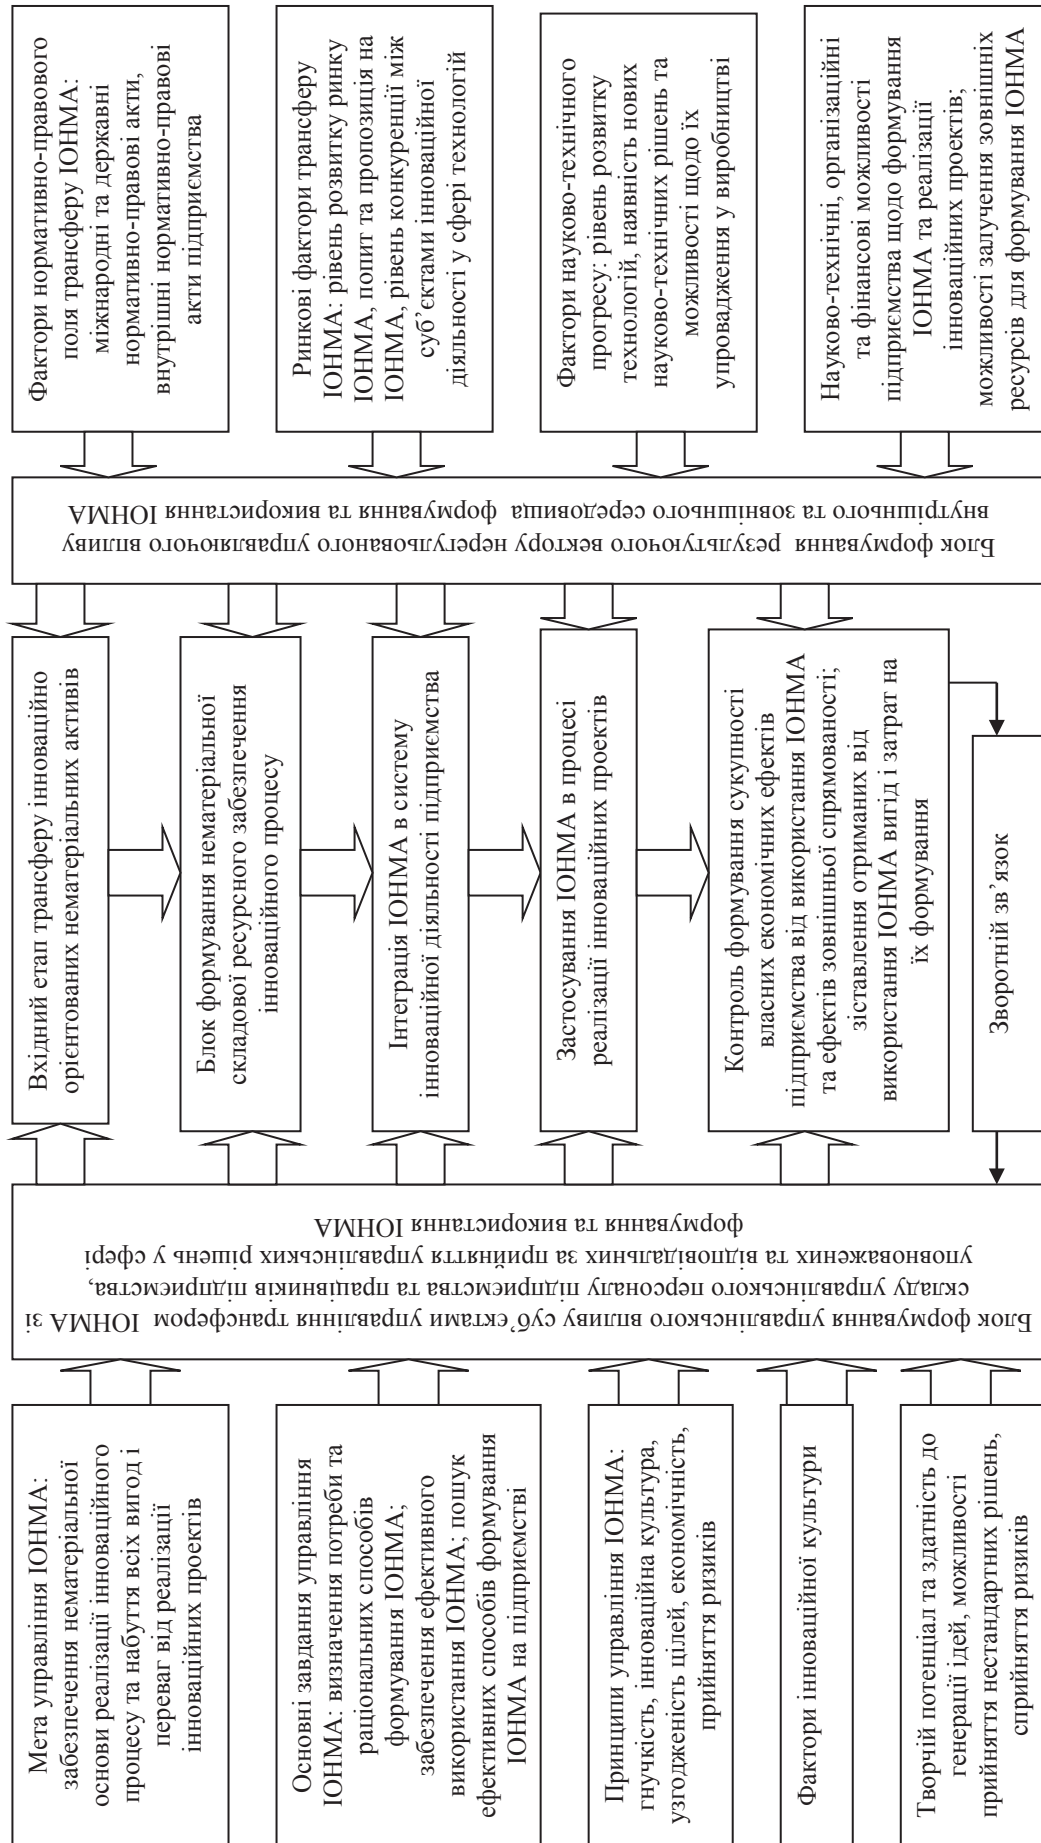 Мета управління ІОНМА:
забезпечення нематеріальної
основи реалізації інноваційного
процесу та набуття всіх вигод і
переваг від реалізації
інноваційних проектів
Основні завдання управління
ІОНМА: визначення потреби та
раціональних способів
формування ІОНМА;
забезпечення ефективного
використання ІОНМА, пошук
ефективних способів формування
ІОНМА на підприємстві
Принципи управління ІОНМА:
гнучкість, інноваційна культура,
узгодженість цілей, економічність,
прийняття ризиків
Фактори інноваційної культури
Творчій потенціал та здатність до
генерації ідей, можливості
прийняття нестандартних рішень,
сприйняття ризиків
Блок формування управлінського впливу суб’єктами управління трансфером ІОНМА зі
складу управлінського персоналу підприємства та працівників підприємства,
уповноважених та відповідальних за прийняття управлінських рішень у сфері
формування та використання ІОНМА
Вхідний етап трансферу інноваційно
орієнтованих нематеріальних активів
Блок формування нематеріальної
складової ресурсного забезпечення
інноваційного процесу
Інтеграція ІОНМА в систему
інноваційної діяльності підприємства
Застосування ІОНМА в процесі
реалізації інноваційних проектів
Контроль формування сукупності
власних економічних ефектів
підприємства від використання ІОНМА
та ефектів зовнішньої спрямованості;
зіставлення отриманих від
використання ІОНМА вигід і затрат на
їх формування
Зворотній зв’язок
Блок формування результуючого вектору нерегульованого управляючого впливу
внутрішнього та зовнішнього середовища формування та використання ІОНМА
Фактори нормативно-правового
поля трансферу ІОНМА:
міжнародні та державні
нормативно-правові акти,
внутрішні нормативно-правові
акти підприємства
Ринкові фактори трансферу
ІОНМА: рівень розвитку ринку
ІОНМА, попит та пропозиція на
ІОНМА, рівень конкуренції між
суб’єктами інноваційної
діяльності у сфері технологій
Фактори науково-технічного
прогресу: рівень розвитку
технологій, наявність нових
науково-технічних рішень та
можливості щодо їх
упровадження у виробництві
Науково-технічні, організаційні
та фінансові можливості
підприємства щодо формування
ІОНМА та реалізації
інноваційних проектів;
можливості залучення зовнішніх
ресурсів для формування ІОНМА